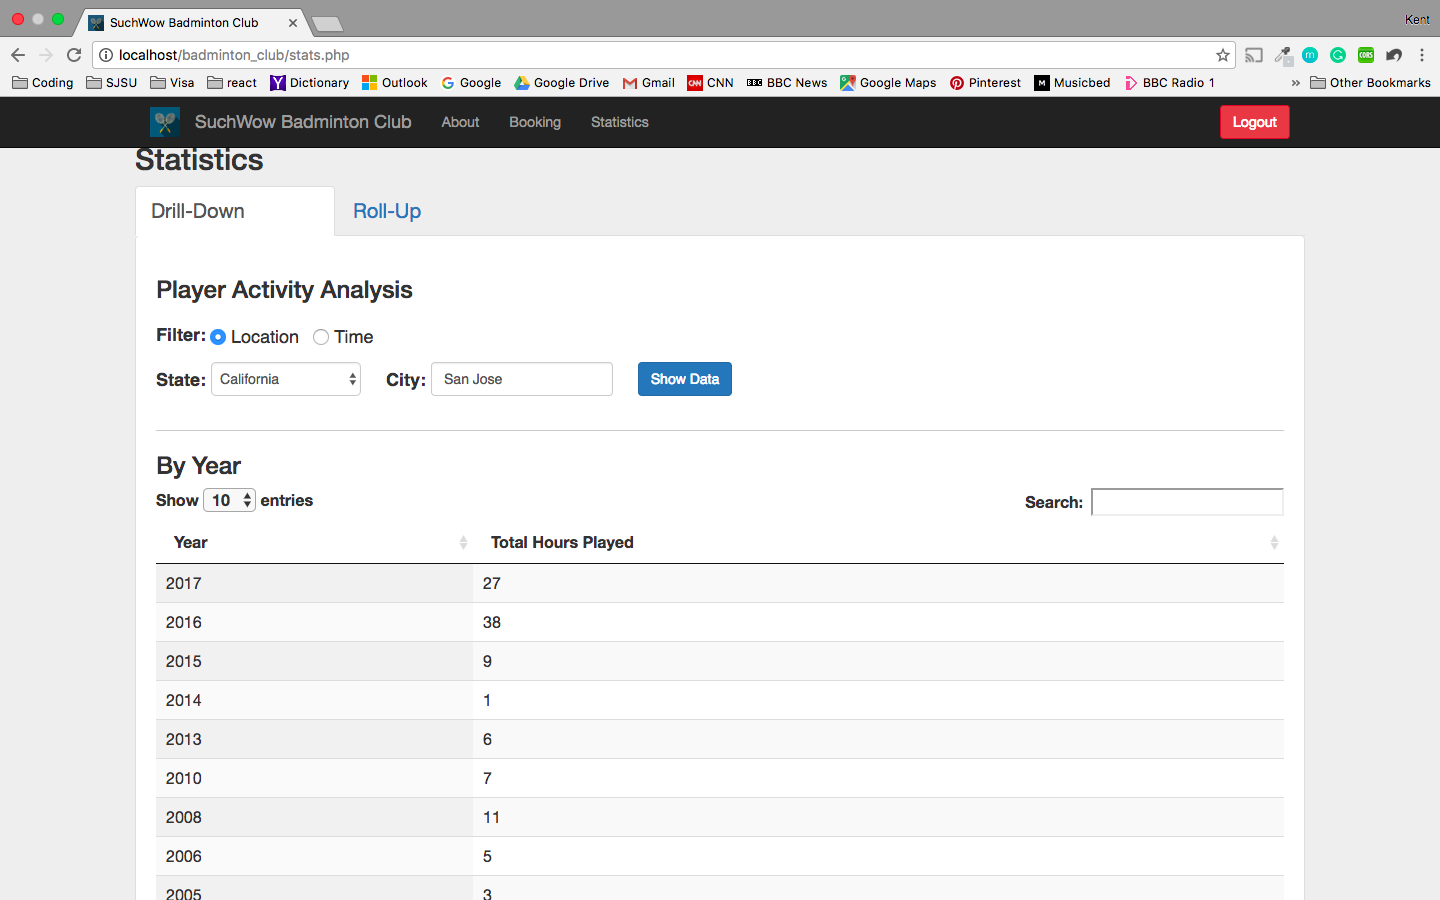 SuchWow Badminton Club
Kent
localhost/badminton_club/stats.php
Coding SJSU Visa react Dictionary Outlook Google Google Drive Gmail CNN BBC News Google Maps Pinterest Musicbed BBC Radio 1 » Other Bookmarks
SuchWow Badminton Club About Booking Statistics Logout
Statistics
Drill-Down Roll-Up
Player Activity Analysis
Filter: Location Time
State: California City: San Jose Show Data
By Year
Show 10 entries Search:
Year Total Hours Played
2017 27
2016 38
2015 9
2014 1
2013 6
2010 7
2008 11
2006 5
2005 3